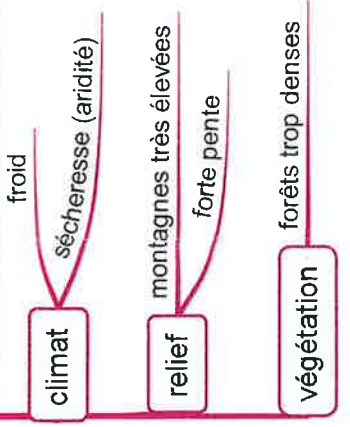 froid
climat
sécheresse (aridité)
montagnes très élevées
relief
forte pente
forêts trop denses
végétation